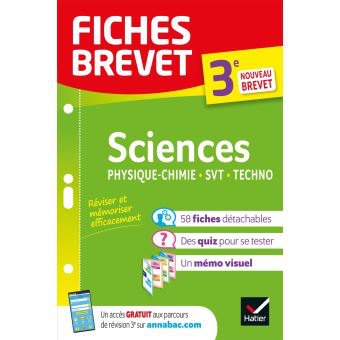 FICHES
BREVET
3e
NOUVEAU
BREVET
Sciences
PHYSIQUE-CHIMIE • SVT • TECHNO
Réviser et
mémoriser
efficacement
58 fiches détachables
Des quiz pour se tester
Un mémo visuel
Un accès GRATUIT aux parcours
de révision 3e sur annabac.com
Hatier